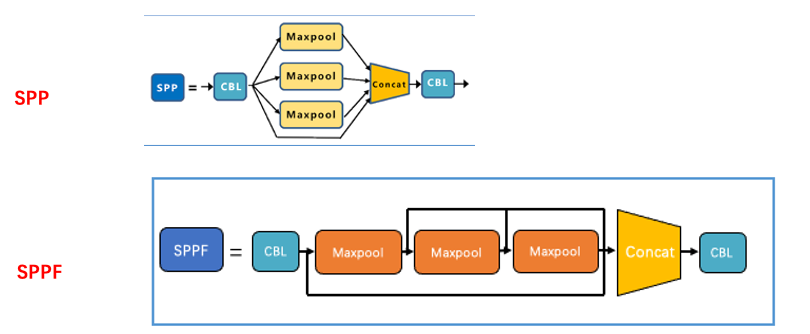 SPP
SPP = CBL
Maxpool
Maxpool
Maxpool
Concat
CBL
SPPF
SPPF = CBL Maxpool Maxpool Maxpool Concat CBL